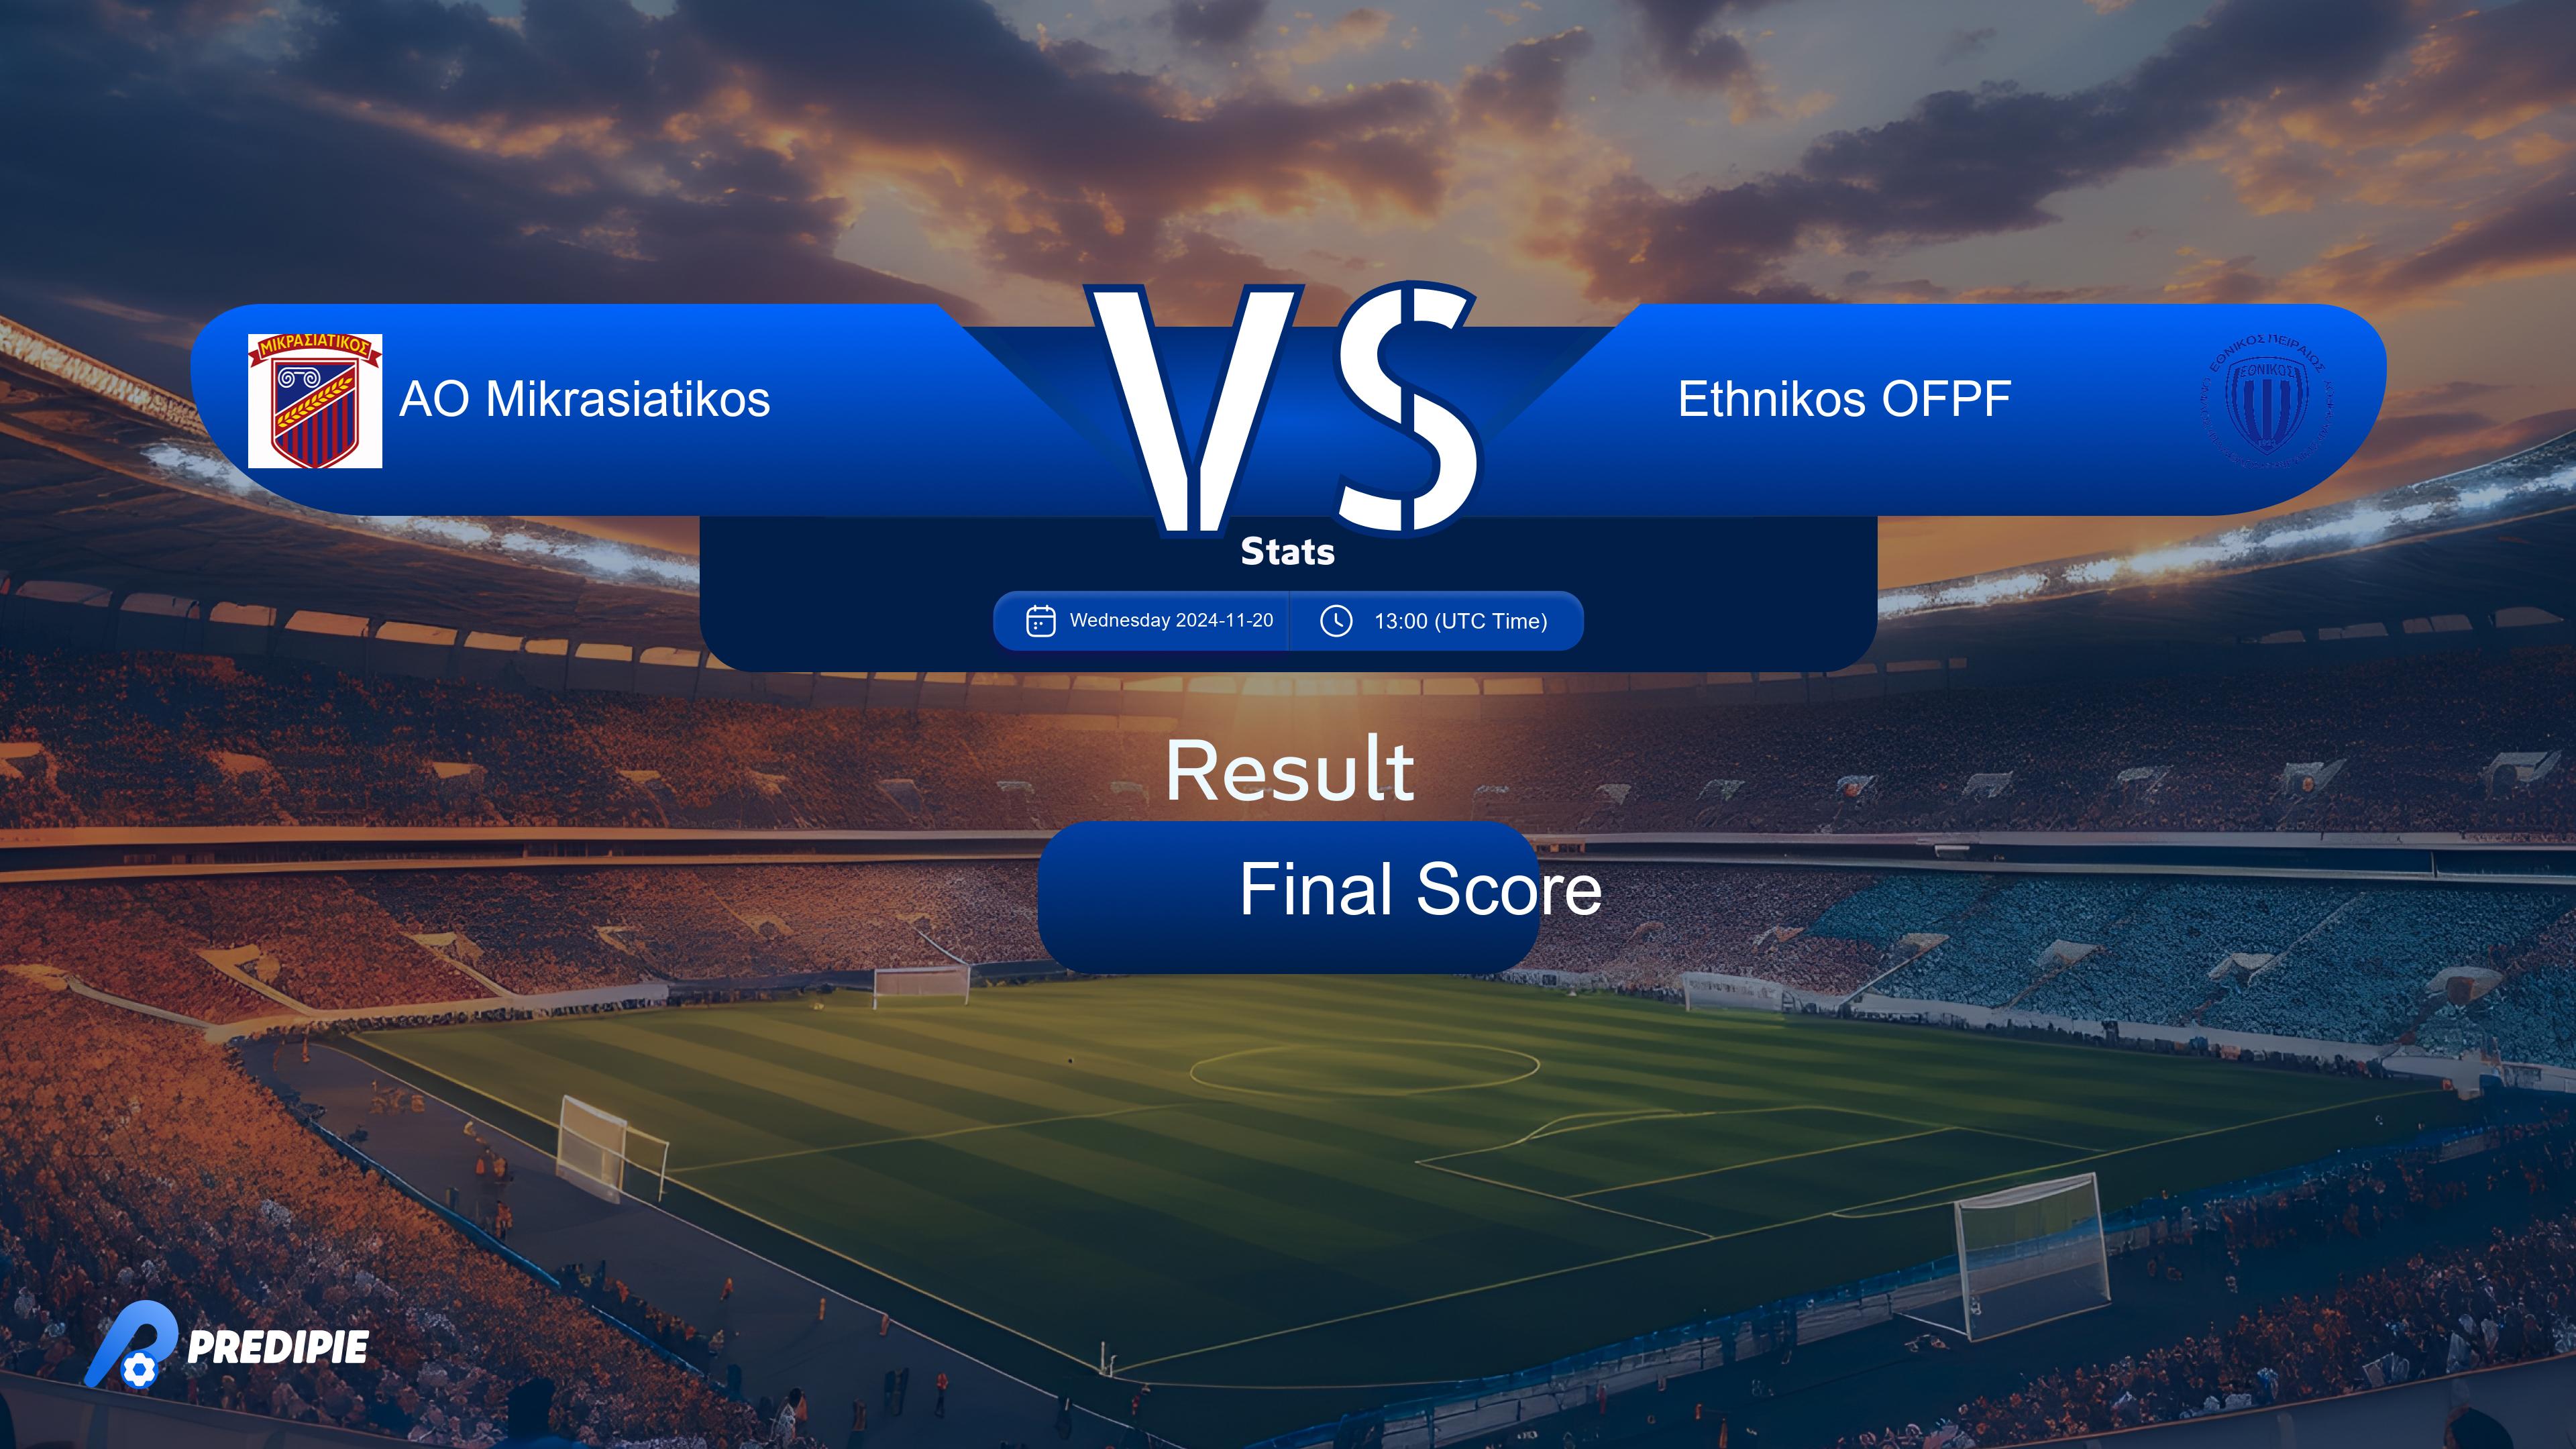 VS
ΜΙΚΡΑΣΙΑΤΙΚΟΣ
AO Mikrasiatikos
Ethnikos OFPF
ΕΘΝΙΚΟΣ ΠΕΙΡΑΙΩΣ
ΕΘΝΙΚΟΣ
Stats
Wednesday 2024-11-20
13:00 (UTC Time)
Result
Final Score
PREDIPIE